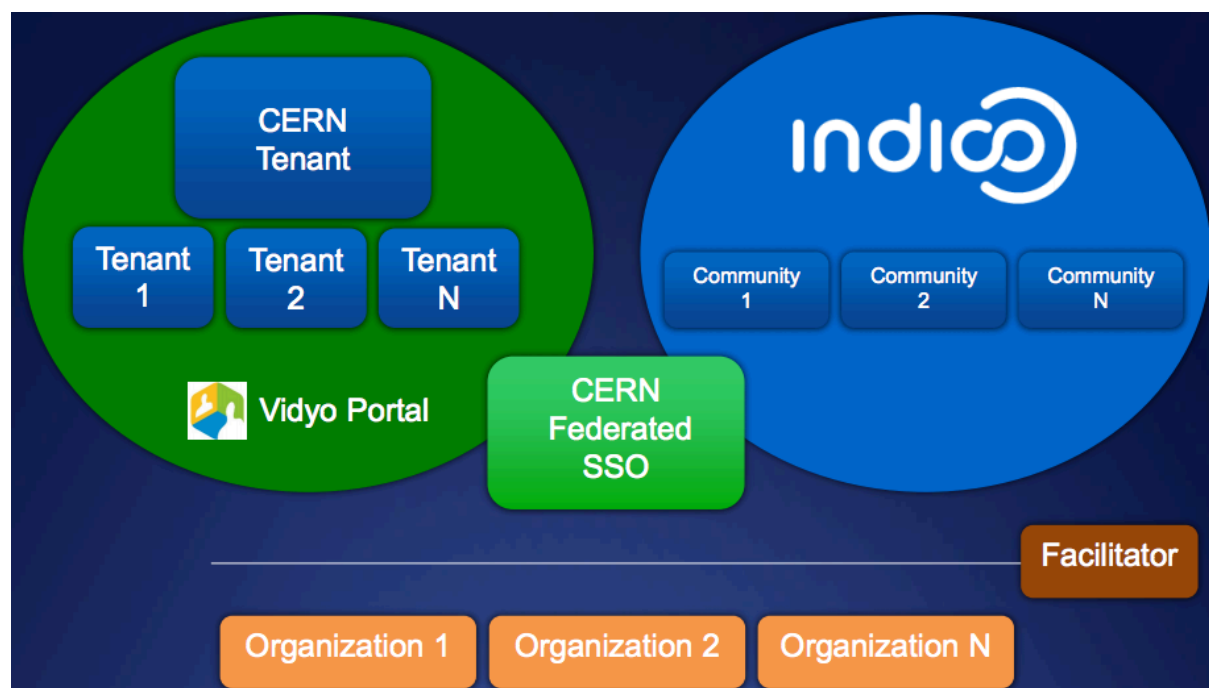 CERN
Tenant
Tenant
1
Tenant
2
Tenant
N
Vidyo Portal
indico
Community
1
Community
2
Community
N
CERN
Federated
SSO
Facilitator
Organization 1
Organization 2
Organization N